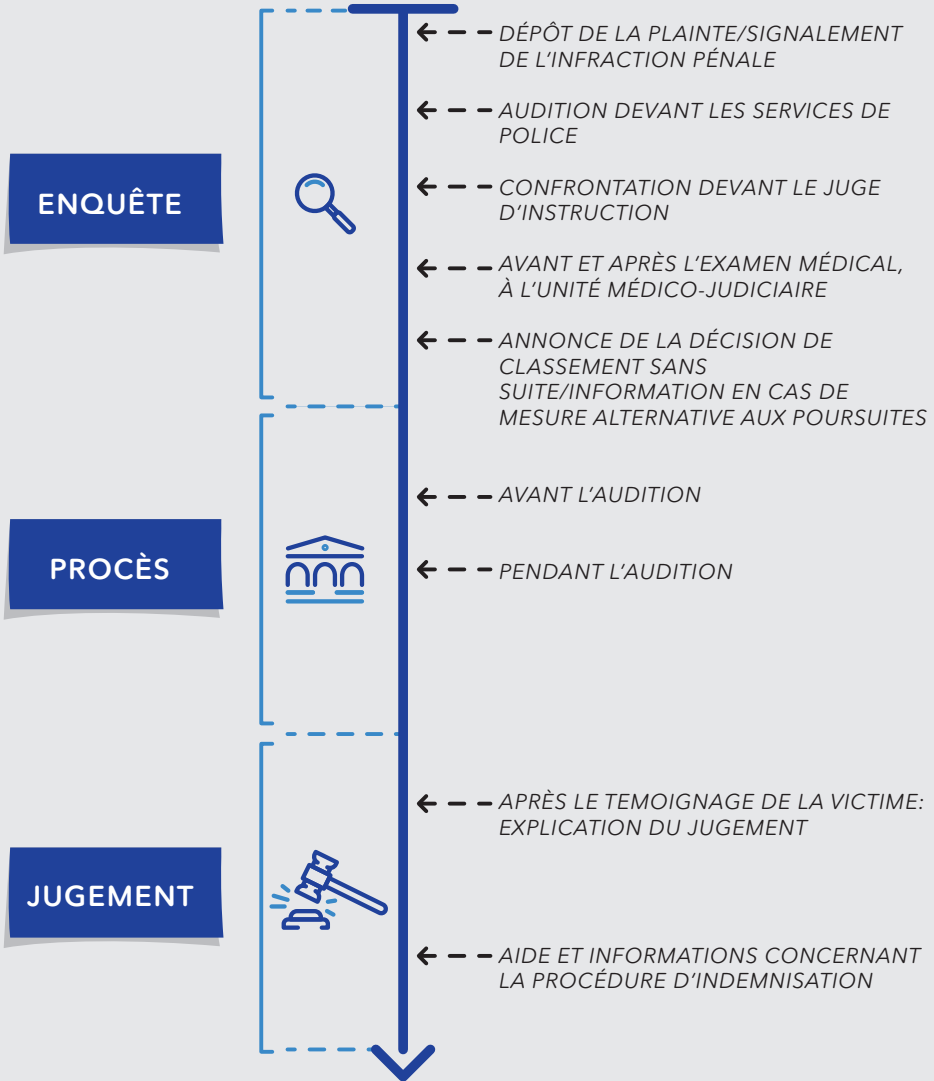 DÉPÔT DE LA PLAINTE/SIGNALEMENT
DE L'INFRACTION PÉNALE
AUDITION DEVANT LES SERVICES DE
POLICE
ENQUÊTE
CONFRONTATION DEVANT LE JUGE
D'INSTRUCTION
AVANT ET APRÈS L'EXAMEN MÉDICAL,
À L'UNITÉ MÉDICO-JUDICIAIRE
ANNONCE DE LA DÉCISION DE
CLASSEMENT SANS
SUITE/INFORMATION EN CAS DE
MESURE ALTERNATIVE AUX POURSUITES
AVANT L'AUDITION
PROCÈS
PENDANT L'AUDITION
APRÈS LE TEMOIGNAGE DE LA VICTIME:
EXPLICATION DU JUGEMENT
JUGEMENT
AIDE ET INFORMATIONS CONCERNANT
LA PROCÉDURE D'INDEMNISATION